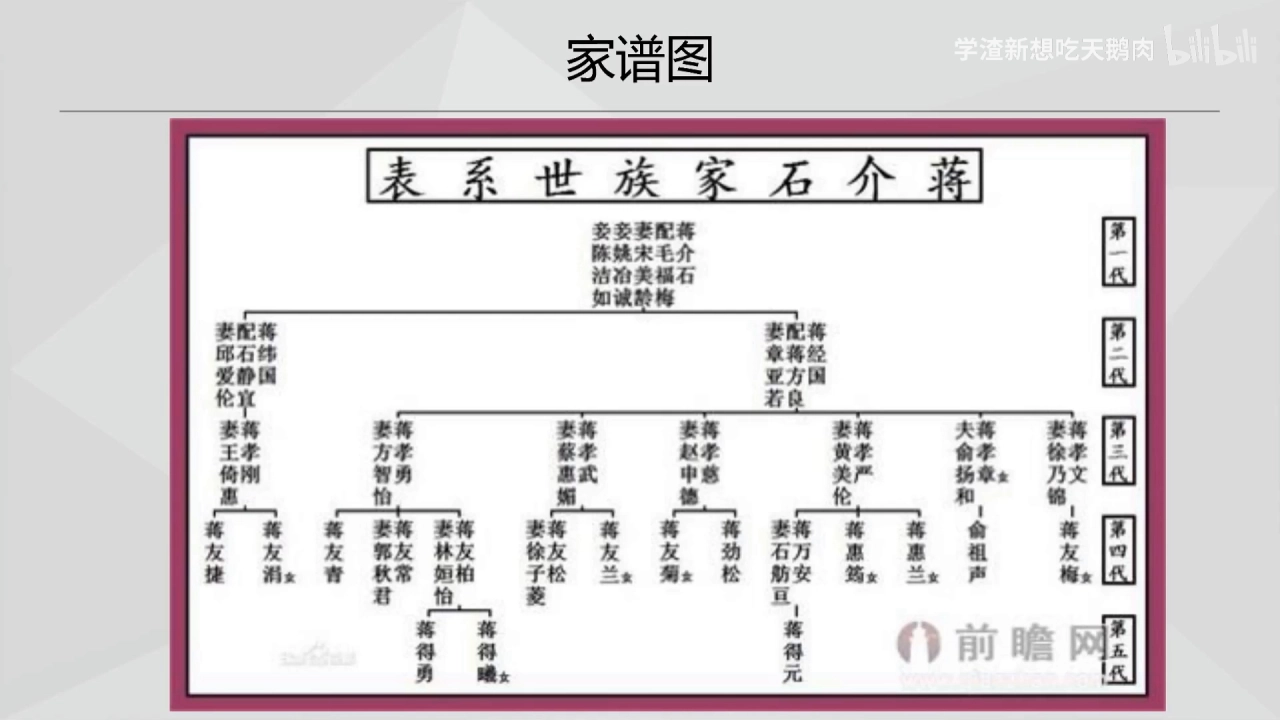 家谱图
学渣新想吃天鹅肉 bilibili
蒋介石家族世系表
第一代
蒋介石
配毛福梅
妻宋美龄
妾姚冶诚
妾陈洁如
第二代
蒋经国
配蒋方良
妻章亚若
蒋纬国
配石静宜
妻邱爱伦
第三代
蒋孝文
妻徐乃锦
蒋孝章女
夫俞扬和
蒋孝严
妻黄美伦
蒋孝慈
妻赵申德
蒋孝武
妻蔡惠媚
蒋孝勇
妻方智怡
蒋孝刚
妻王倚惠
第四代
蒋友梅女
俞祖声
蒋惠兰女
蒋惠筠女
蒋万安
妻石舫亘
蒋劲松
蒋友菊女
蒋友兰女
蒋友松
妻徐子菱
蒋友柏
妻林姮怡
蒋友常
妻郭秋君
蒋友青
蒋友涓女
蒋友捷
第五代
蒋得元
蒋得曦女
蒋得勇
前瞻网